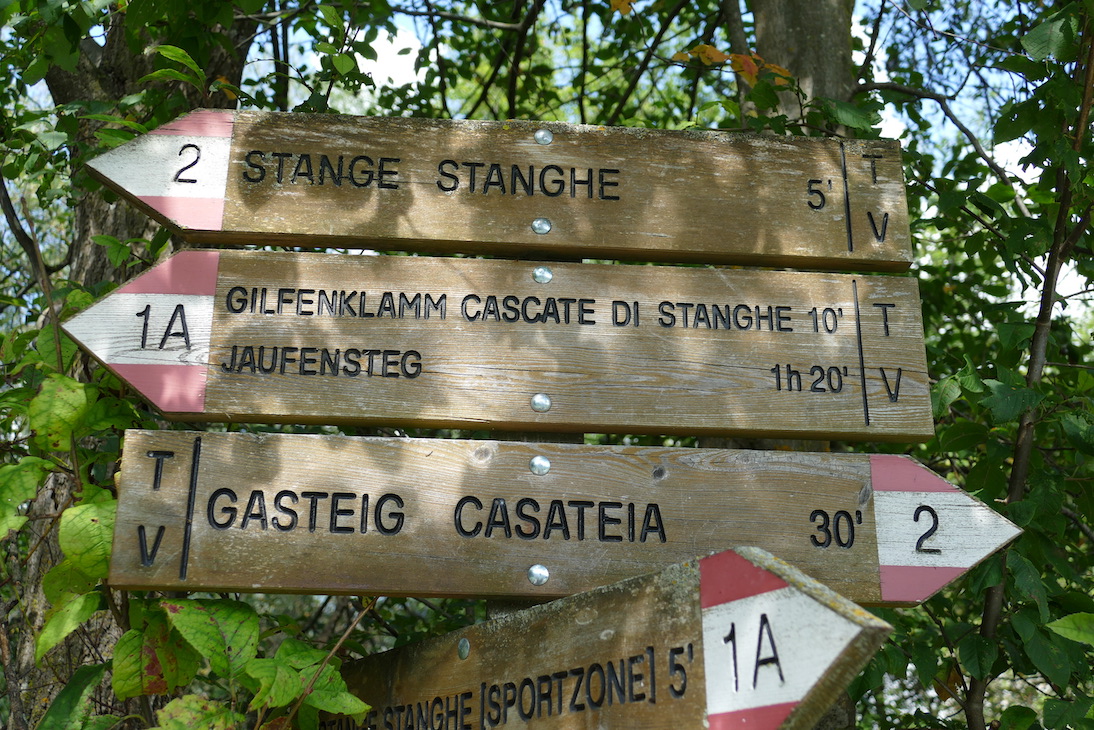 2 STANGE STANGHE 5' T V
1A GILFENKLAMM CASCATE DI STANGHE 10' T
JAUFENSTEG 1h 20' V
T V GASTEIG CASATEIA 30' 2
STANGHE [SPORTZONE] 5' 1A